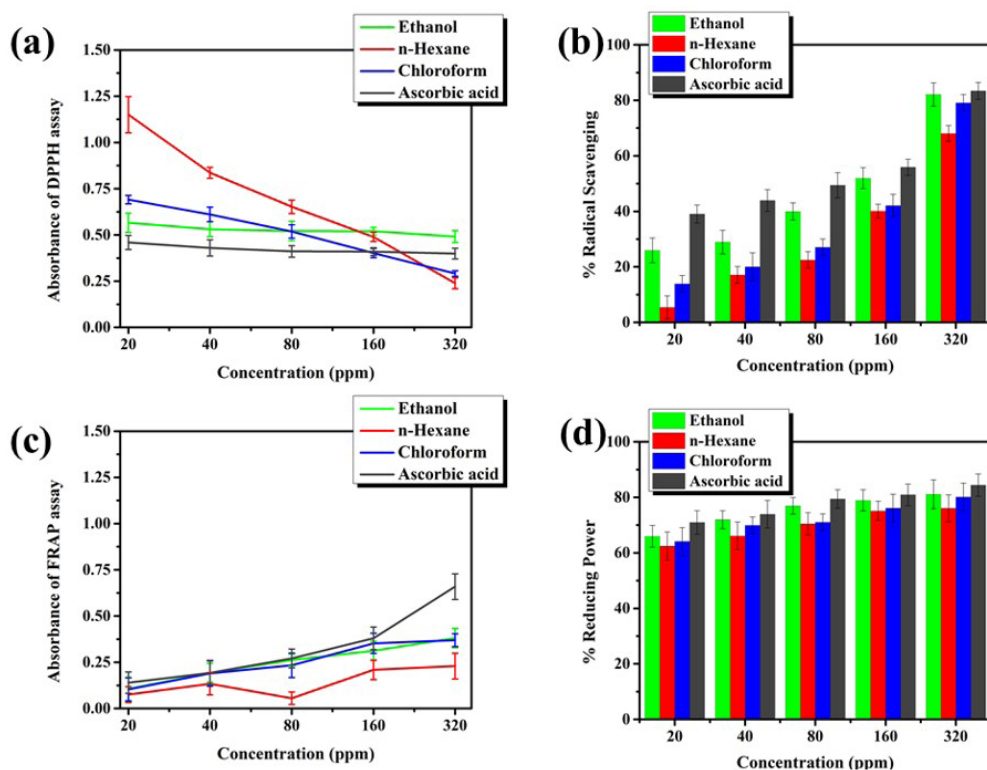 (a)
Ethanol
n-Hexane
Chloroform
Ascorbic acid
1.50
1.25
1.00
0.75
0.50
0.25
0.00
Absorbance of DPPH assay
20 40 80 160 320
Concentration (ppm)
(b)
Ethanol
n-Hexane
Chloroform
Ascorbic acid
100
80
60
40
20
0
% Radical Scavenging
20 40 80 160 320
Concentration (ppm)
(c)
Ethanol
n-Hexane
Chloroform
Ascorbic acid
1.50
1.25
1.00
0.75
0.50
0.25
0.00
Absorbance of FRAP assay
20 40 80 160 320
Concentration (ppm)
(d)
Ethanol
n-Hexane
Chloroform
Ascorbic acid
100
80
60
40
20
0
% Reducing Power
20 40 80 160 320
Concentration (ppm)